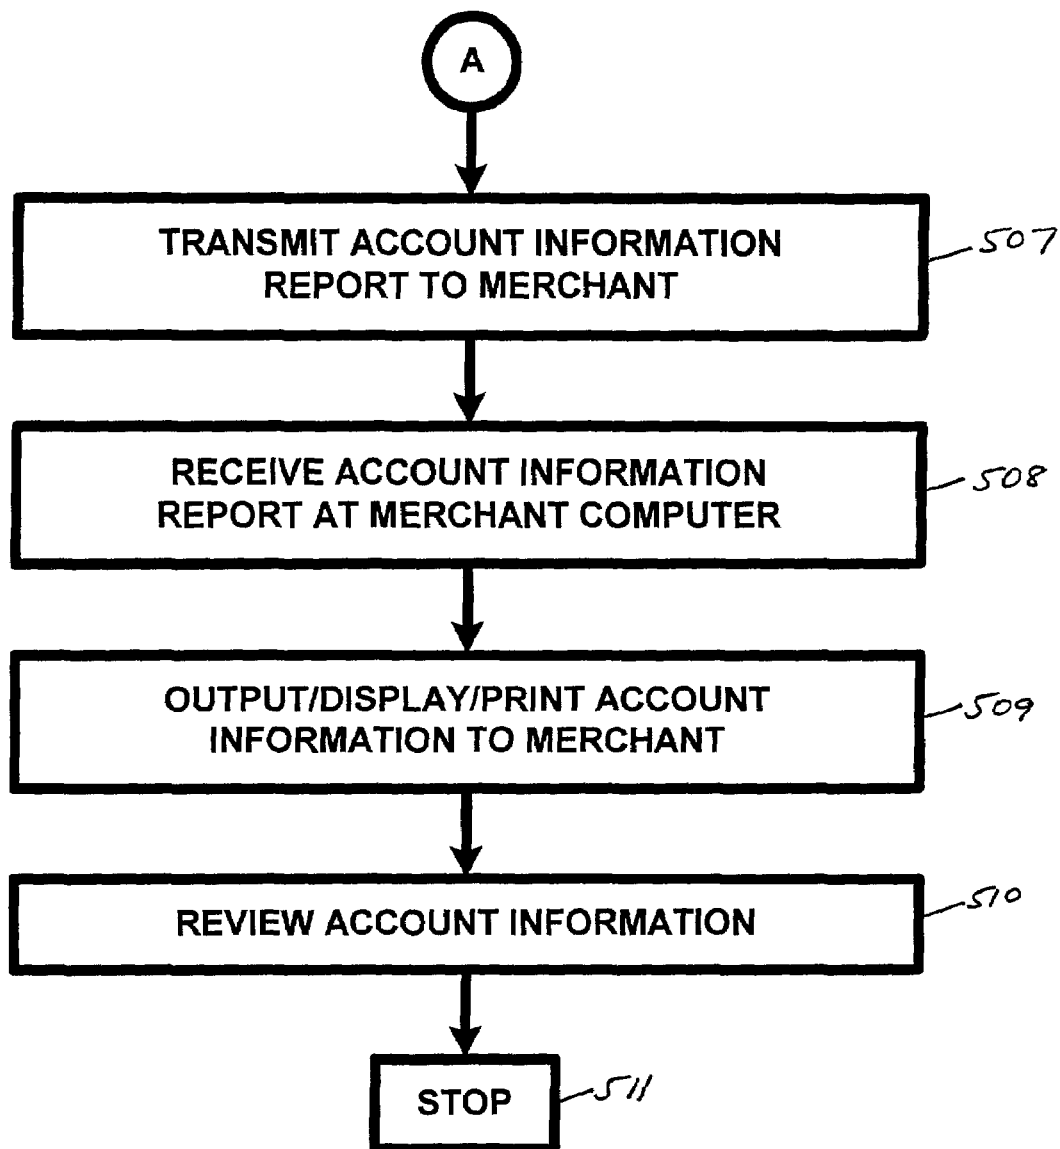 A
TRANSMIT ACCOUNT INFORMATION
REPORT TO MERCHANT
507
RECEIVE ACCOUNT INFORMATION
REPORT AT MERCHANT COMPUTER
508
OUTPUT/DISPLAY/PRINT ACCOUNT
INFORMATION TO MERCHANT
509
REVIEW ACCOUNT INFORMATION
510
STOP
511